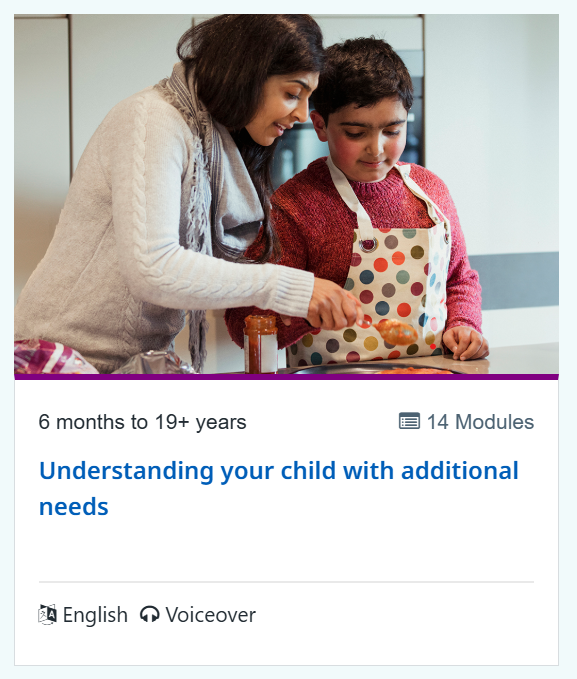 6 months to 19+ years
14 Modules
Understanding your child with additional
needs
English Voiceover